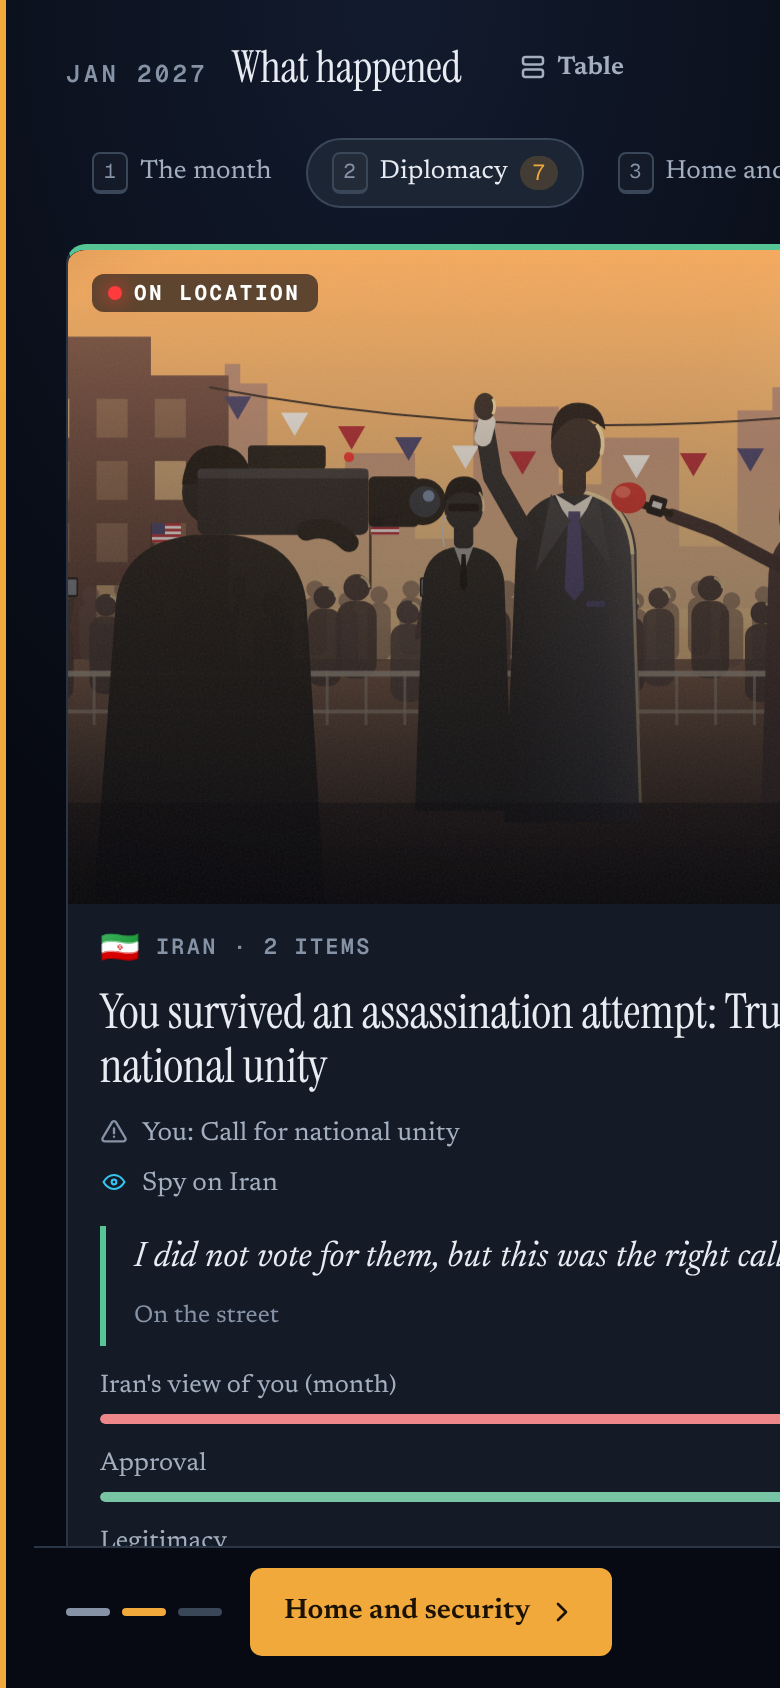 JAN 2027 What happened Table
1 The month 2 Diplomacy 7 3 Home and
ON LOCATION
IRAN · 2 ITEMS
You survived an assassination attempt: Tru
national unity
You: Call for national unity
Spy on Iran
I did not vote for them, but this was the right call
On the street
Iran's view of you (month)
Approval
Legitimacy
Home and security